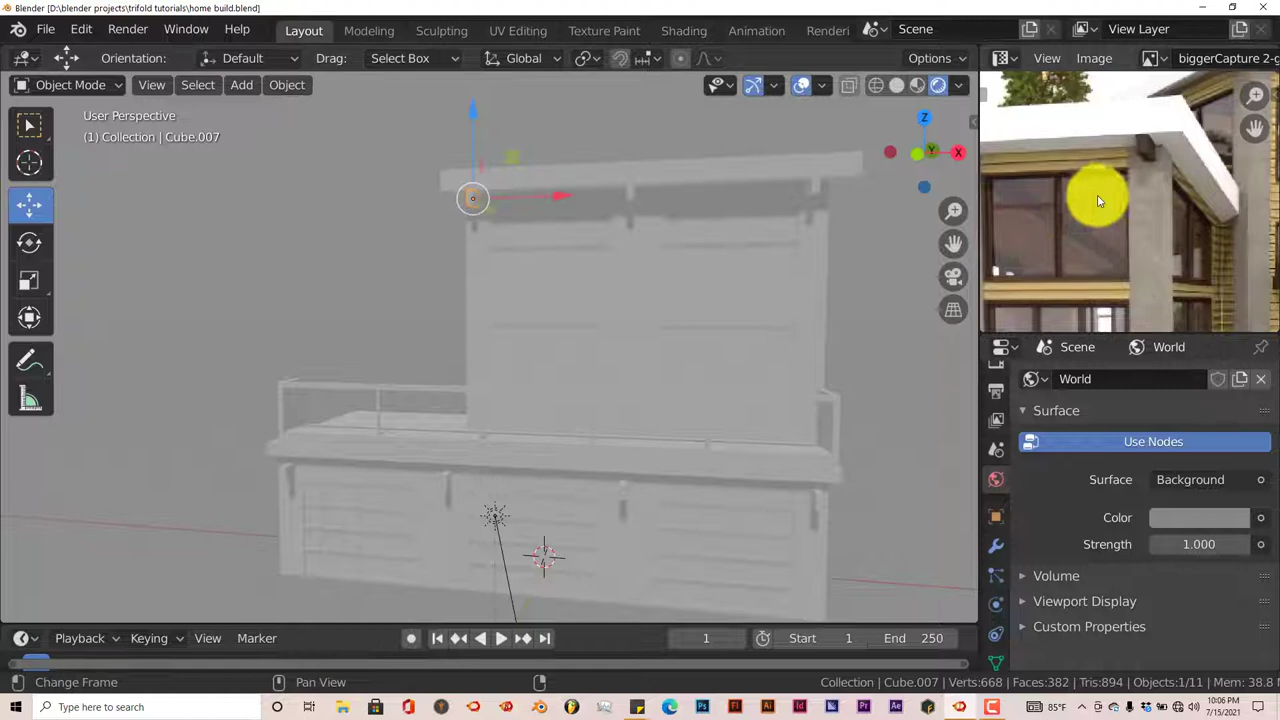 Blender [D:\blender projects\trifold tutorials\home build.blend]
File Edit Render Window Help Layout Modeling Sculpting UV Editing Texture Paint Shading Animation Renderi Scene View Layer
Orientation: Default Drag: Select Box Global Options View Image biggerCapture 2-g
Object Mode View Select Add Object
User Perspective
(1) Collection | Cube.007
Z
Y
X
Scene World
World
Surface
Use Nodes
Surface Background
Color
Strength 1.000
Volume
Viewport Display
Custom Properties
Playback Keying View Marker 1 Start 1 End 250
Change Frame Pan View Collection | Cube.007 | Verts:668 | Faces:382 | Tris:894 | Objects:1/11 | Mem: 38.8 M
Type here to search
85°F
10:06 PM
7/15/2021